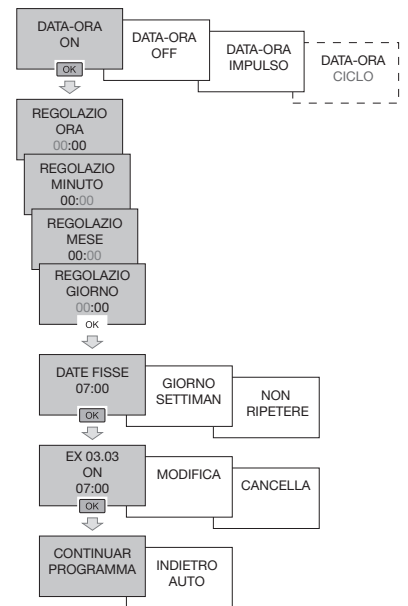 DATA-ORA
ON
OK
DATA-ORA
OFF
DATA-ORA
IMPULSO
DATA-ORA
CICLO
REGOLAZIO
ORA
00:00
REGOLAZIO
MINUTO
00:00
REGOLAZIO
MESE
00:00
REGOLAZIO
GIORNO
00:00
OK
DATE FISSE
07:00
OK
GIORNO
SETTIMAN
NON
RIPETERE
EX 03.03
ON
07:00
OK
MODIFICA
CANCELLA
CONTINUAR
PROGRAMMA
INDIETRO
AUTO